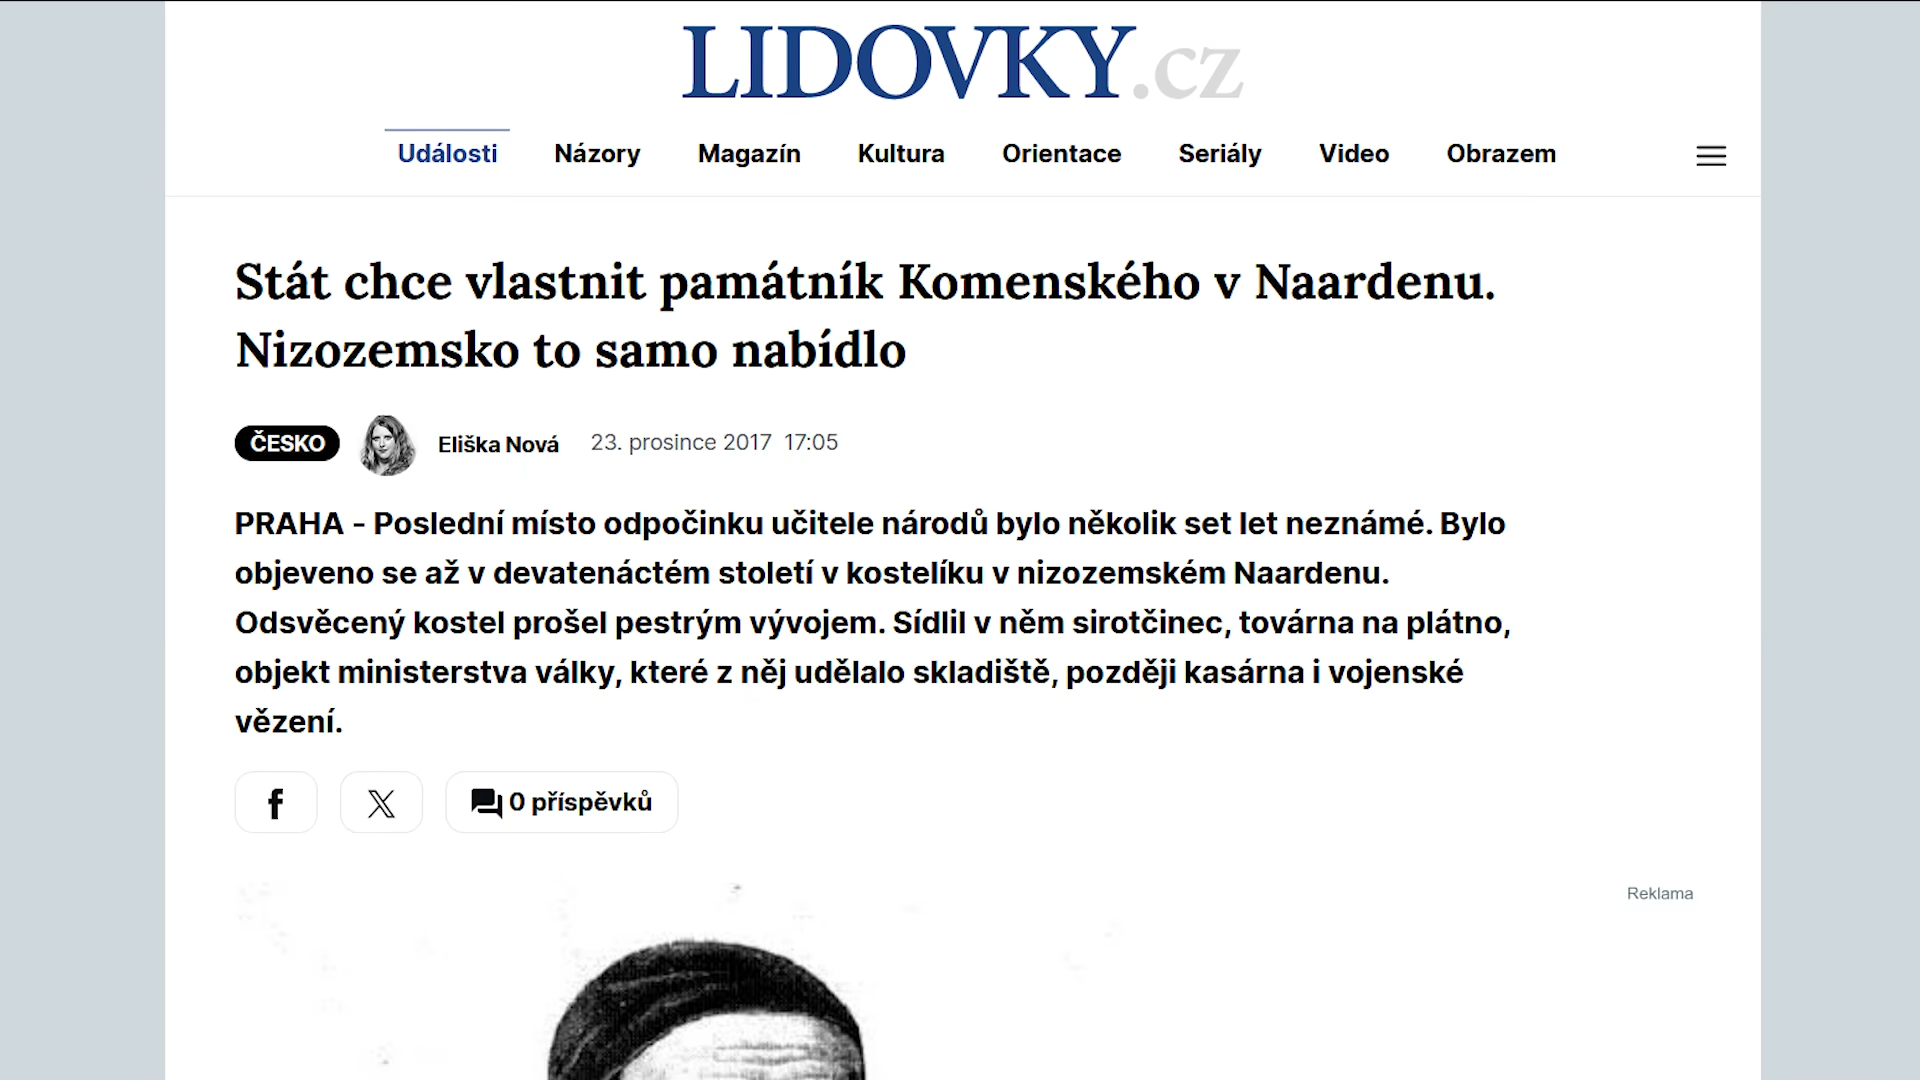 LIDOVKY.cz
Události Názory Magazín Kultura Orientace Seriály Video Obrazem
Stát chce vlastnit památník Komenského v Naardenu.
Nizozemsko to samo nabídlo
ČESKO Eliška Nová 23. prosince 2017 17:05
PRAHA - Poslední místo odpočinku učitele národů bylo několik set let neznámé. Bylo
objeveno se až v devatenáctém století v kostelíku v nizozemském Naardenu.
Odsvěcený kostel prošel pestrým vývojem. Sídlil v něm sirotčinec, továrna na plátno,
objekt ministerstva války, které z něj udělalo skladiště, později kasárna i vojenské
vězení.
0 příspěvků
Reklama